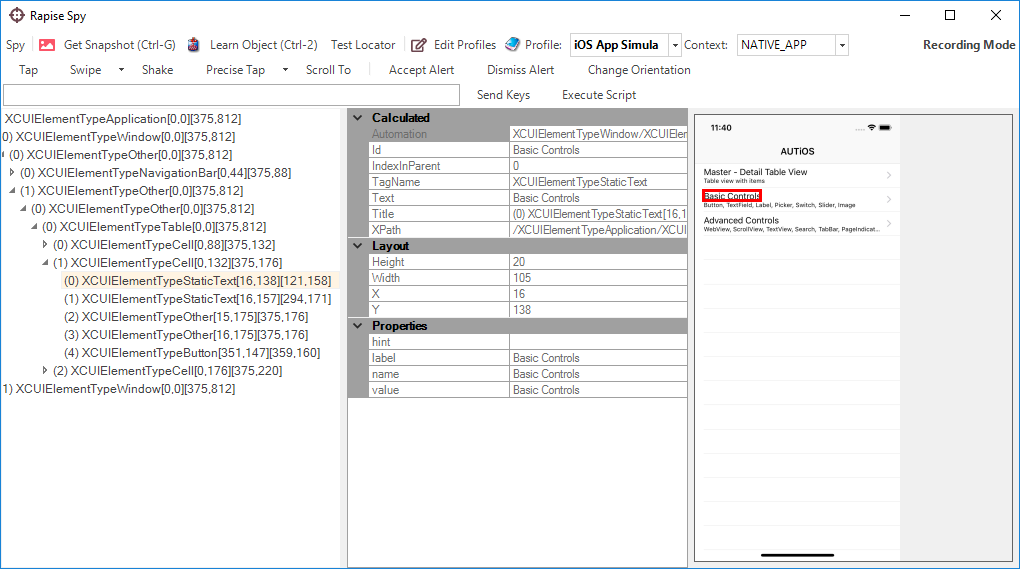 Rapise Spy
Spy Get Snapshot (Ctrl-G) Learn Object (Ctrl-2) Test Locator Edit Profiles Profile: iOS App Simula Context: NATIVE_APP Recording Mode
Tap Swipe Shake Precise Tap Scroll To Accept Alert Dismiss Alert Change Orientation
Send Keys Execute Script
XCUIElementTypeApplication[0,0][375,812]
0) XCUIElementTypeWindow[0,0][375,812]
(0) XCUIElementTypeOther[0,0][375,812]
(0) XCUIElementTypeNavigationBar[0,44][375,88]
(1) XCUIElementTypeOther[0,0][375,812]
(0) XCUIElementTypeOther[0,0][375,812]
(0) XCUIElementTypeTable[0,0][375,812]
(0) XCUIElementTypeCell[0,88][375,132]
(1) XCUIElementTypeCell[0,132][375,176]
(0) XCUIElementTypeStaticText[16,138][121,158]
(1) XCUIElementTypeStaticText[16,157][294,171]
(2) XCUIElementTypeOther[15,175][375,176]
(3) XCUIElementTypeOther[16,175][375,176]
(4) XCUIElementTypeButton[351,147][359,160]
(2) XCUIElementTypeCell[0,176][375,220]
1) XCUIElementTypeWindow[0,0][375,812]
Calculated
Automation XCUIElementTypeWindow/XCUIElem
Id Basic Controls
IndexInParent 0
TagName XCUIElementTypeStaticText
Text Basic Controls
Title (0) XCUIElementTypeStaticText[16,1
XPath /XCUIElementTypeApplication/XCUI
Layout
Height 20
Width 105
X 16
Y 138
Properties
hint
label Basic Controls
name Basic Controls
value Basic Controls
11:40
AUTiOS
Master - Detail Table View
Table view with items
Basic Controls
Button, TextField, Label, Picker, Switch, Slider, Image
Advanced Controls
WebView, ScrollView, TextView, Search, TabBar, PageIndicat...